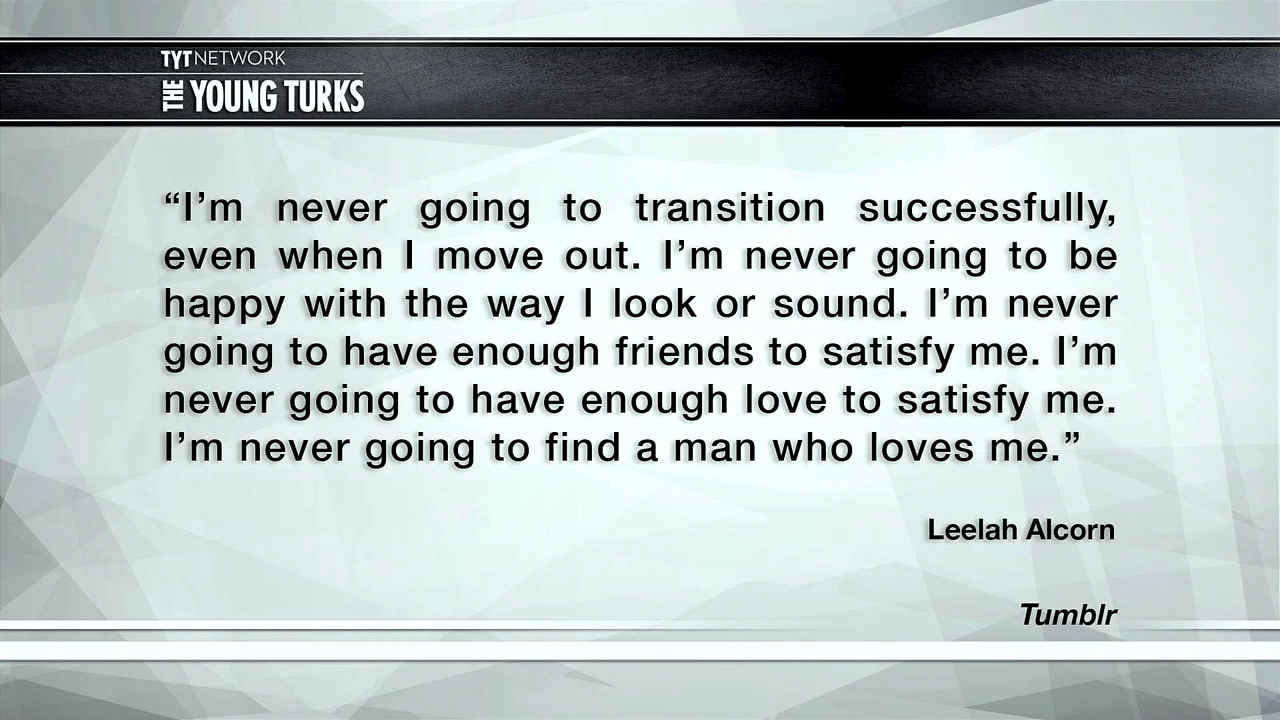 TYT NETWORK
THE YOUNG TURKS
“I’m never going to transition successfully,
even when I move out. I’m never going to be
happy with the way I look or sound. I’m never
going to have enough friends to satisfy me. I’m
never going to have enough love to satisfy me.
I’m never going to find a man who loves me.”
Leelah Alcorn
Tumblr